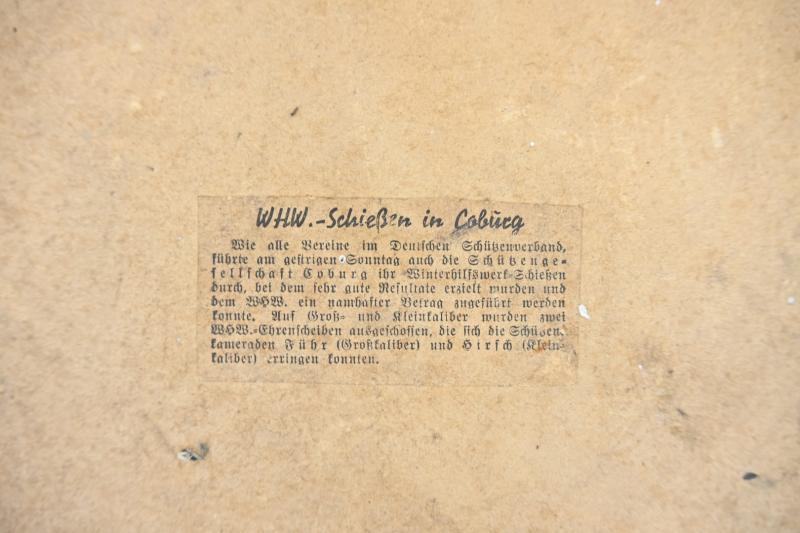 WHW.-Schießen in Coburg
Wie alle Vereine im Deutschen Schützenverband,
führte am gestrigen Sonntag auch die Schützenge-
sellschaft Coburg ihr Winterhilfswerk-Schießen
durch, bei dem sehr gute Resultate erzielt wurden und
dem WHW. ein namhafter Betrag zugeführt werden
konnte. Auf Groß- und Kleinkaliber wurden zwei
WHW.-Ehrenscheiben ausgeschossen, die sich die Schützen-
kameraden Führ (Großkaliber) und Hirsch (Klein-
kaliber) erringen konnten.